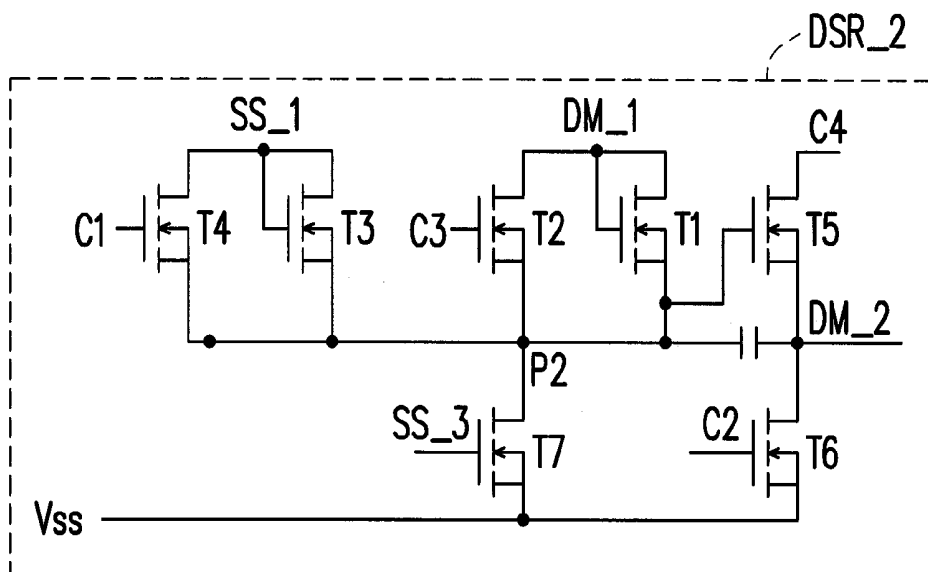 DSR_2
SS_1
DM_1
C4
C1
T4
T3
C3
T2
T1
T5
DM_2
P2
SS_3
T7
C2
T6
Vss